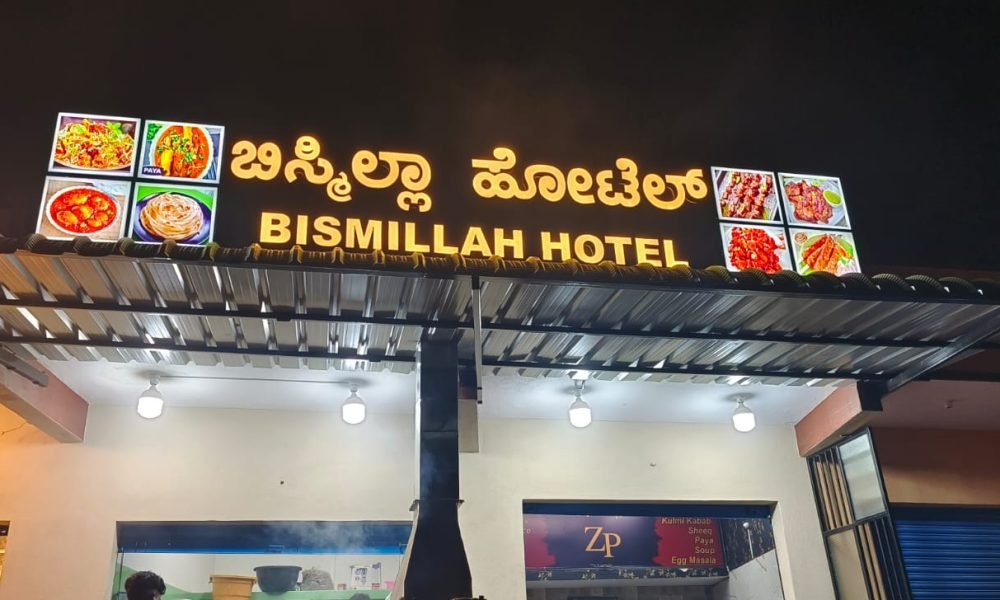 ಬಿಸ್ಮಿಲ್ಲಾ ಹೋಟೆಲ್
BISMILLAH HOTEL
PAYA
ZP
Kulmi Kabab
Sheeq
Paya
Soup
Egg Masala